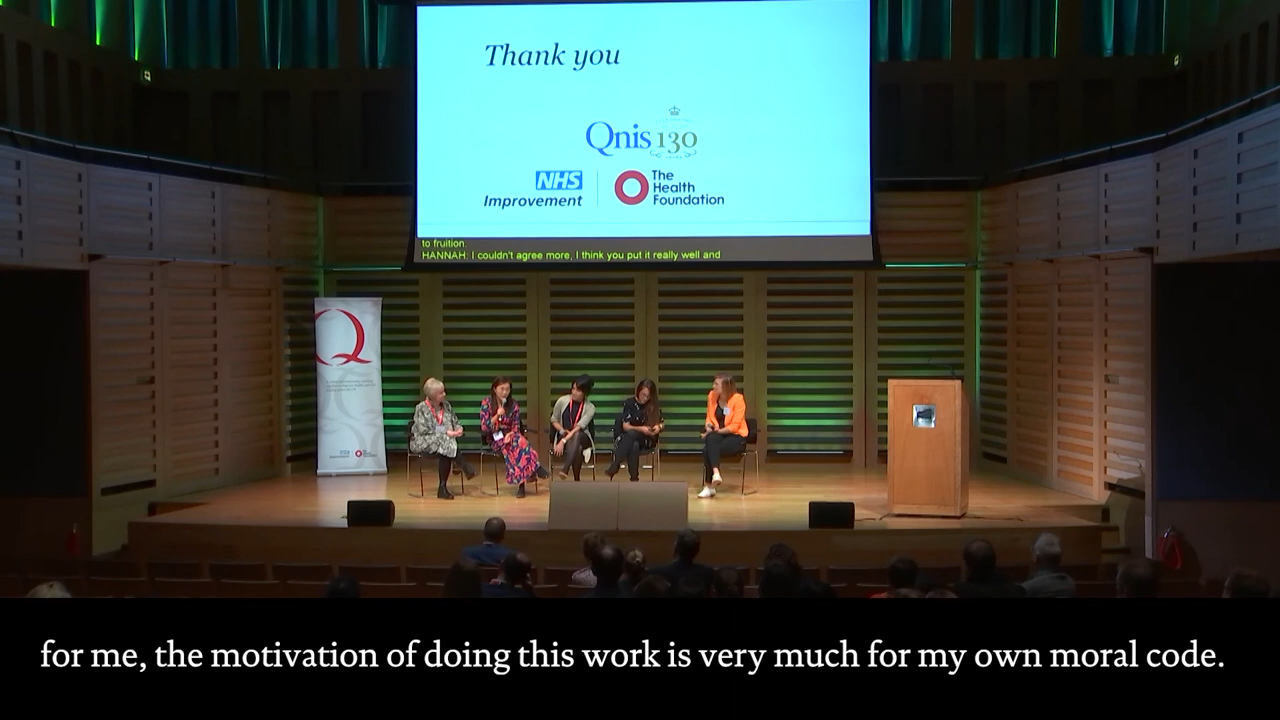 Thank you
Qnis 130
NHS
Improvement
The
Health
Foundation
to fruition.
HANNAH: I couldn't agree more, I think you put it really well and
Q
for me, the motivation of doing this work is very much for my own moral code.